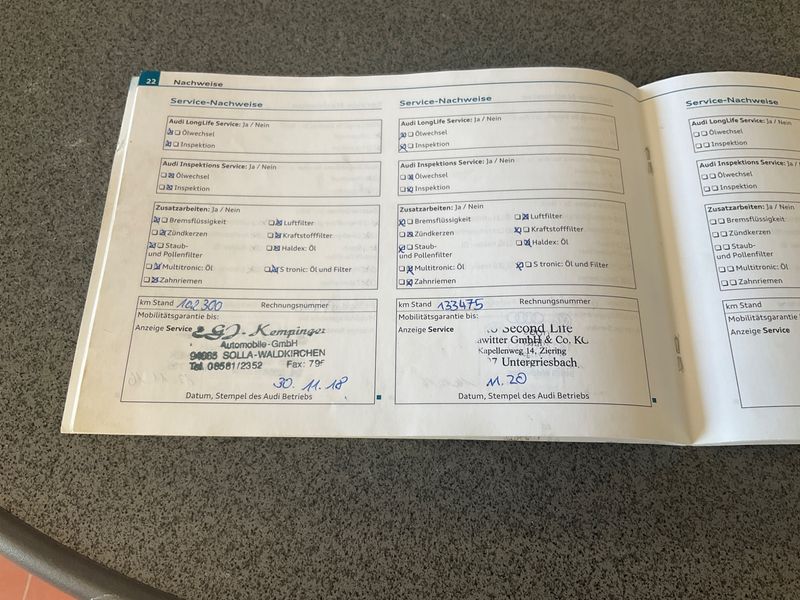 22 Nachweise
Service-Nachweise
Audi LongLife Service: Ja / Nein
Ölwechsel
Inspektion
Audi Inspektions Service: Ja / Nein
Ölwechsel
Inspektion
Zusatzarbeiten: Ja / Nein
Bremsflüssigkeit
Luftfilter
Zündkerzen
Kraftstofffilter
Staub-
und Pollenfilter
Haldex: Öl
Multitronic: Öl
S tronic: Öl und Filter
Zahnriemen
km Stand 102 300 Rechnungsnummer
Mobilitätsgarantie bis:
Anzeige Service
Kempinger
Automobile-GmbH
94065 SOLLA-WALDKIRCHEN
Tel. 08581/2352 Fax: 795
30. 11. 18
Datum, Stempel des Audi Betriebs
Service-Nachweise
Audi LongLife Service: Ja / Nein
Ölwechsel
Inspektion
Audi Inspektions Service: Ja / Nein
Ölwechsel
Inspektion
Zusatzarbeiten: Ja / Nein
Bremsflüssigkeit
Luftfilter
Zündkerzen
Kraftstofffilter
Staub-
und Pollenfilter
Haldex: Öl
Multitronic: Öl
S tronic: Öl und Filter
Zahnriemen
km Stand 133475 Rechnungsnummer
Mobilitätsgarantie bis:
Anzeige Service
Second Life
awitter GmbH & Co. KG
Kapellenweg 14, Ziering
Untergriesbach
11. 20
Datum, Stempel des Audi Betriebs
Service-Nachweise
Audi LongLife Service: Ja / Nein
Ölwechsel
Inspektion
Audi Inspektions Service: Ja /
Ölwechsel
Inspektion
Zusatzarbeiten: Ja / Nein
Bremsflüssigkeit
Zündkerzen
Staub-
und Pollenfilter
Multitronic: Öl
Zahnriemen
km Stand
Mobilitätsgarantie bis:
Anzeige Service